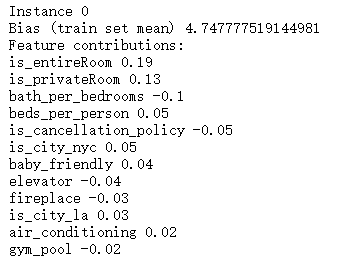 Instance 0
Bias (train set mean) 4.747777519144981
Feature contributions:
is_entireRoom 0.19
is_privateRoom 0.13
bath_per_bedrooms -0.1
beds_per_person 0.05
is_cancellation_policy -0.05
is_city_nyc 0.05
baby_friendly 0.04
elevator -0.04
fireplace -0.03
is_city_la 0.03
air_conditioning 0.02
gym_pool -0.02